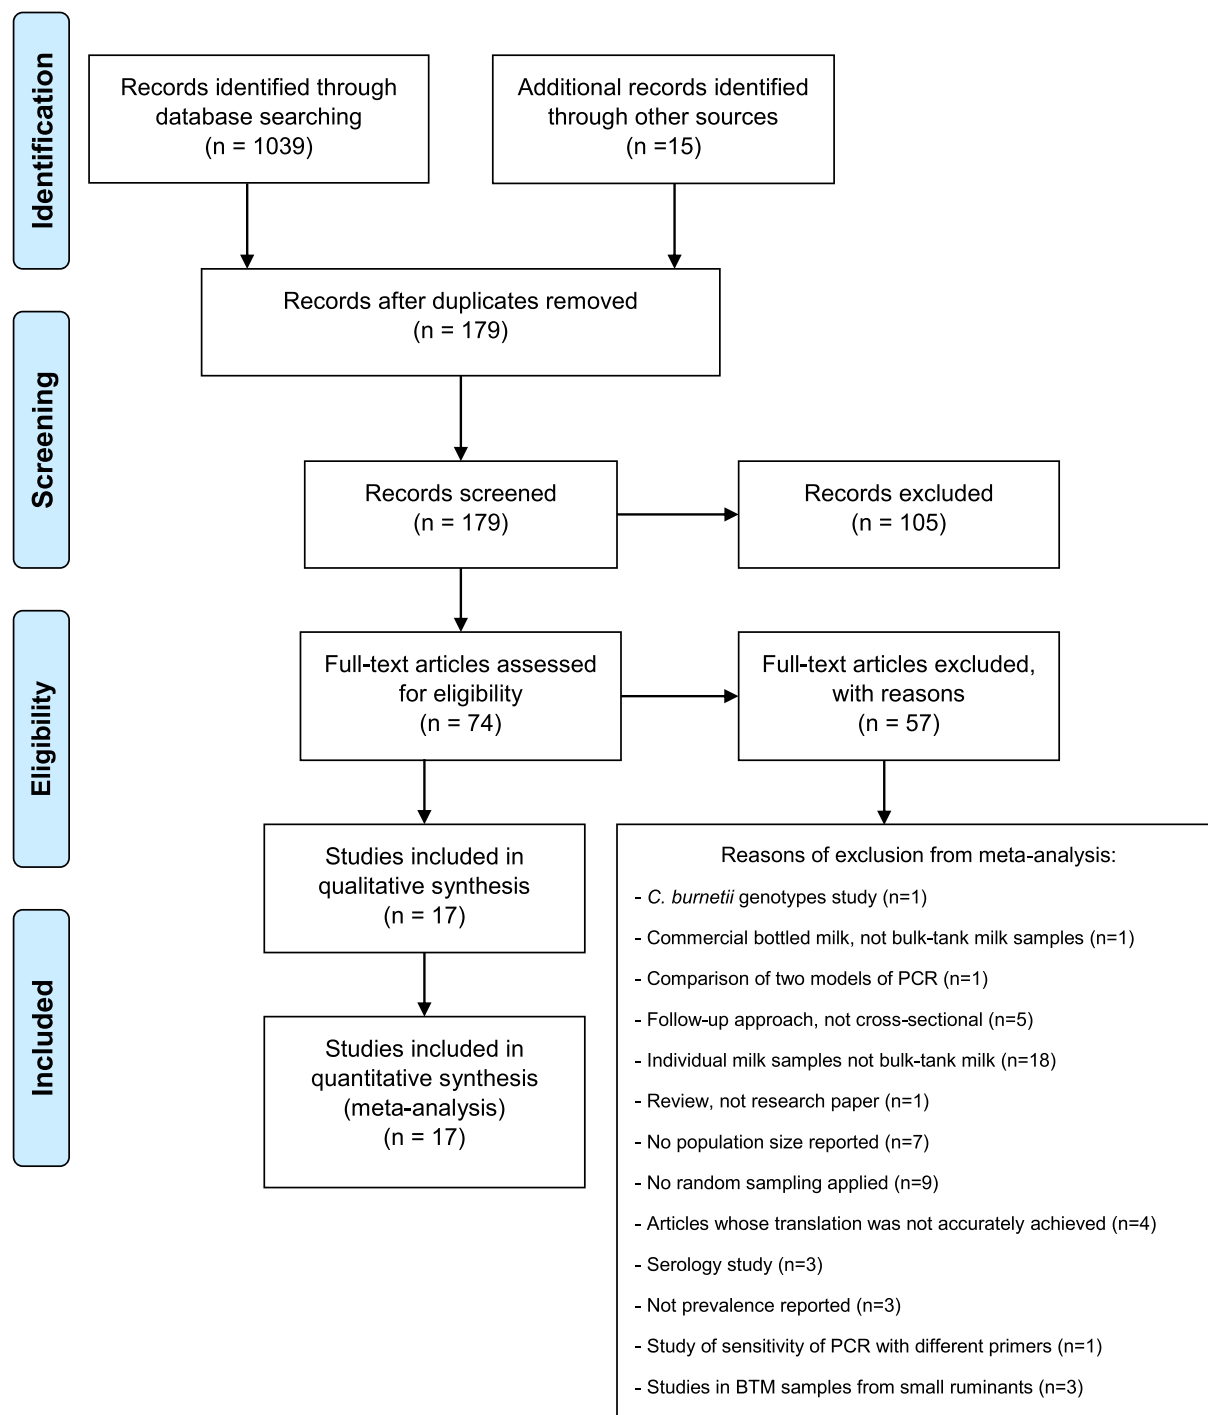 Identification
Records identified through
database searching
(n = 1039)
Additional records identified
through other sources
(n =15)
Records after duplicates removed
(n = 179)
Screening
Records screened
(n = 179)
Records excluded
(n = 105)
Eligibility
Full-text articles assessed
for eligibility
(n = 74)
Full-text articles excluded,
with reasons
(n = 57)
Studies included in
qualitative synthesis
(n = 17)
Included
Studies included in
quantitative synthesis
(meta-analysis)
(n = 17)
Reasons of exclusion from meta-analysis:
- C. burnetii genotypes study (n=1)
- Commercial bottled milk, not bulk-tank milk samples (n=1)
- Comparison of two models of PCR (n=1)
- Follow-up approach, not cross-sectional (n=5)
- Individual milk samples not bulk-tank milk (n=18)
- Review, not research paper (n=1)
- No population size reported (n=7)
- No random sampling applied (n=9)
- Articles whose translation was not accurately achieved (n=4)
- Serology study (n=3)
- Not prevalence reported (n=3)
- Study of sensitivity of PCR with different primers (n=1)
- Studies in BTM samples from small ruminants (n=3)